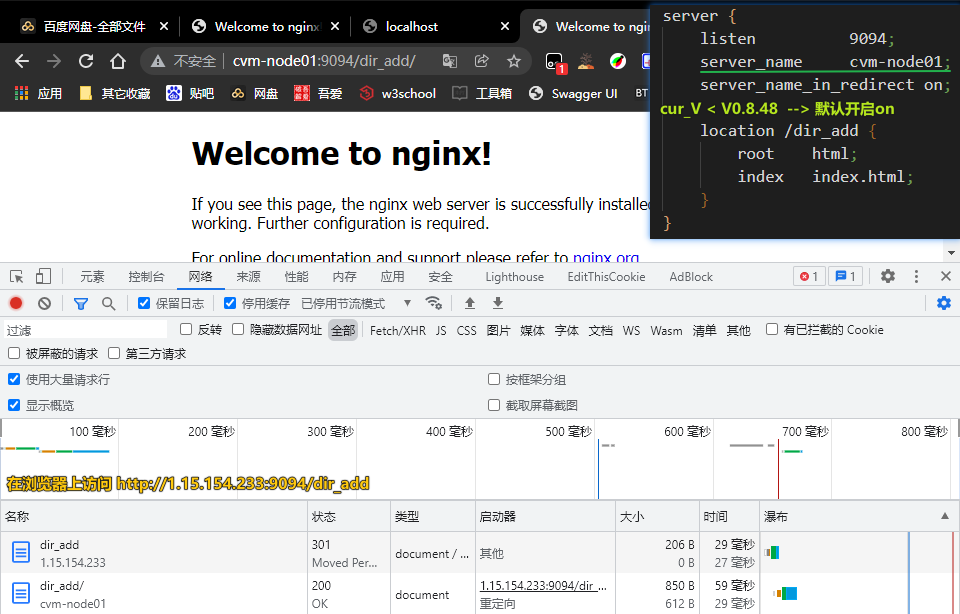 百度网盘-全部文件
Welcome to nginx
localhost
Welcome to ngin
不安全
cvm-node01:9094/dir_add/
1
应用
其它收藏
贴吧
网盘
吾爱
w3school
工具箱
Swagger UI
BT
server {
listen 9094;
server_name cvm-node01;
server_name_in_redirect on;
cur_V < V0.8.48 --> 默认开启on
location /dir_add {
root html;
index index.html;
}
}
Welcome to nginx!
If you see this page, the nginx web server is successfully installe
working. Further configuration is required.
For online documentation and support please refer to nginx.org
元素 控制台 网络 来源 性能 内存 应用 安全 Lighthouse EditThisCookie AdBlock 1 1
保留日志 停用缓存 已停用节流模式
过滤 反转 隐藏数据网址 全部 Fetch/XHR JS CSS 图片 媒体 字体 文档 WS Wasm 清单 其他 有已拦截的 Cookie
被屏蔽的请求 第三方请求
使用大量请求行 按框架分组
显示概览 截取屏幕截图
100 毫秒 200 毫秒 300 毫秒 400 毫秒 500 毫秒 600 毫秒 700 毫秒 800 毫秒
在浏览器上访问 http://1.15.154.233:9094/dir_add
名称 状态 类型 启动器 大小 时间 瀑布
dir_add 301 document / ... 其他 206 B 29 毫秒
1.15.154.233 Moved Per... 0 B 27 毫秒
dir_add/ 200 document 1.15.154.233:9094/dir_... 850 B 59 毫秒
cvm-node01 OK 重定向 612 B 29 毫秒